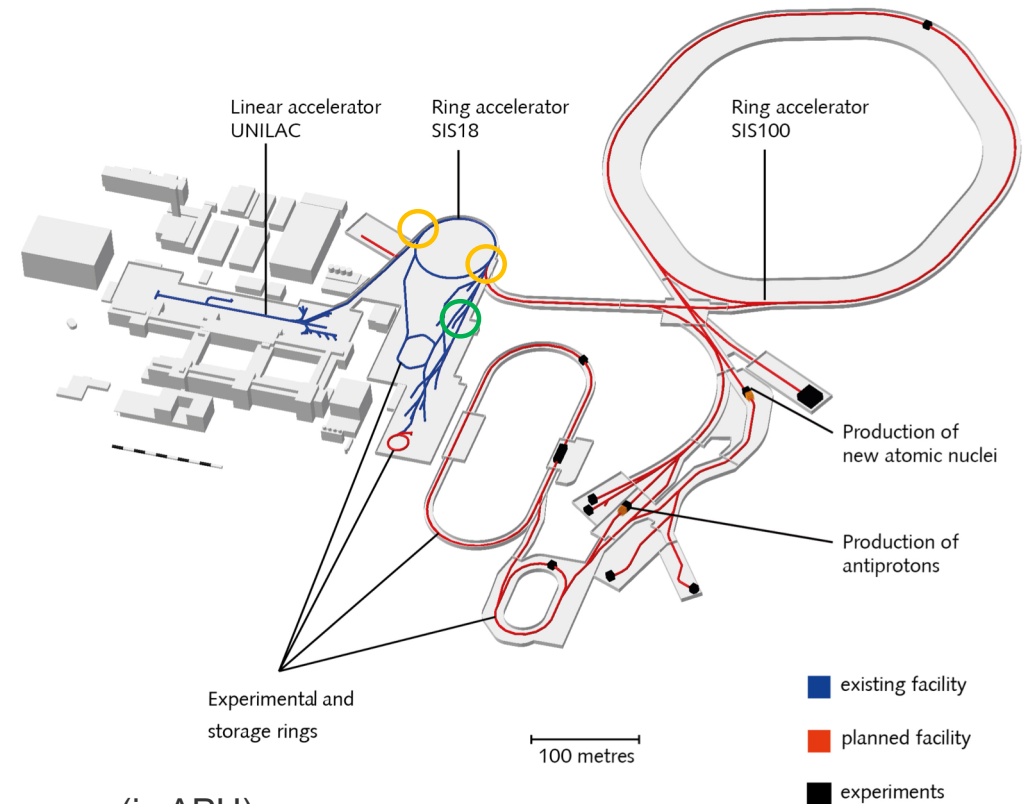 Linear accelerator
UNILAC
Ring accelerator
SIS18
Ring accelerator
SIS100
Production of
new atomic nuclei
Production of
antiprotons
Experimental and
storage rings
100 metres
existing facility
planned facility
experiments